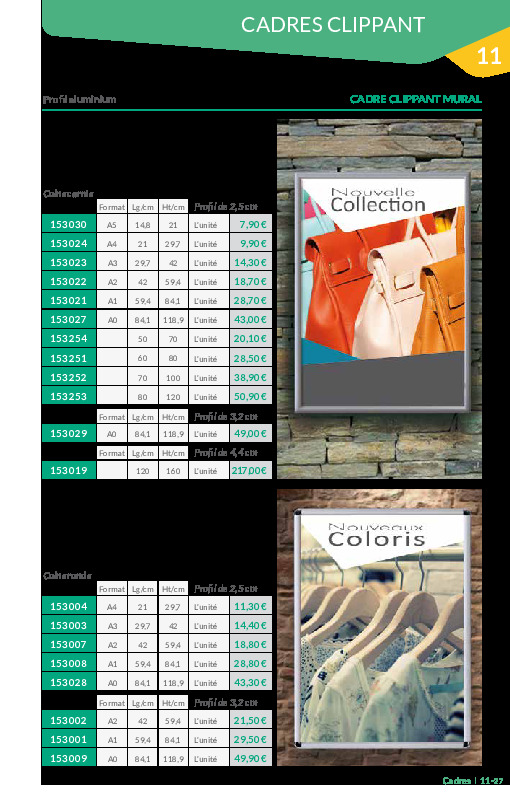 CADRES CLIPPANT
11
Profil aluminium
CADRE CLIPPANT MURAL
Coin cornie
Format Lg/cm Ht/cm Profil de 2,5 cm
153030 A5 14,8 21 L'unité 7,90 €
153024 A4 21 29,7 L'unité 9,90 €
153023 A3 29,7 42 L'unité 14,30 €
153022 A2 42 59,4 L'unité 18,70 €
153021 A1 59,4 84,1 L'unité 28,70 €
153027 A0 84,1 118,9 L'unité 43,00 €
153254 50 70 L'unité 20,10 €
153251 60 80 L'unité 28,50 €
153252 70 100 L'unité 38,90 €
153253 80 120 L'unité 50,90 €
Format Lg/cm Ht/cm Profil de 3,2 cm
153029 A0 84,1 118,9 L'unité 49,00 €
Format Lg/cm Ht/cm Profil de 4,4 cm
153019 120 160 L'unité 217,00 €
Nouvelle
Collection
Coin ronde
Format Lg/cm Ht/cm Profil de 2,5 cm
153004 A4 21 29,7 L'unité 11,30 €
153003 A3 29,7 42 L'unité 14,40 €
153007 A2 42 59,4 L'unité 18,80 €
153008 A1 59,4 84,1 L'unité 28,80 €
153028 A0 84,1 118,9 L'unité 43,30 €
Format Lg/cm Ht/cm Profil de 3,2 cm
153002 A2 42 59,4 L'unité 21,50 €
153001 A1 59,4 84,1 L'unité 29,50 €
153009 A0 84,1 118,9 L'unité 49,90 €
Nouveaux
Coloris
Cadres | 11-27